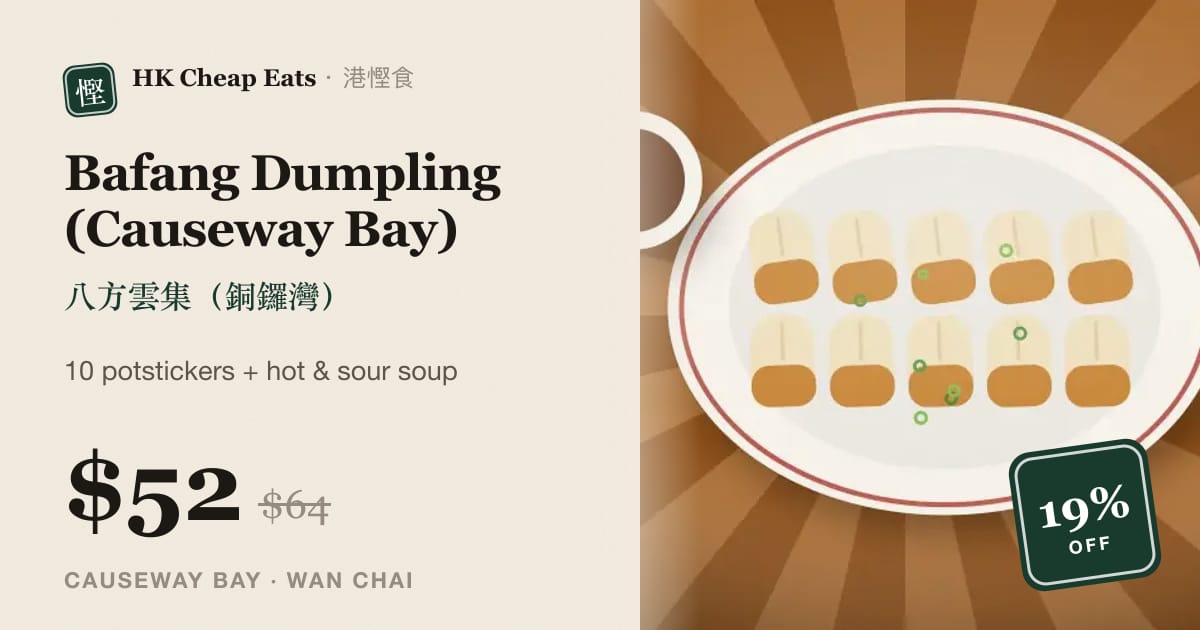 慳
HK Cheap Eats · 港慳食
Bafang Dumpling
(Causeway Bay)
八方雲集（銅鑼灣）
10 potstickers + hot & sour soup
$52 $64
CAUSEWAY BAY · WAN CHAI
19%
OFF